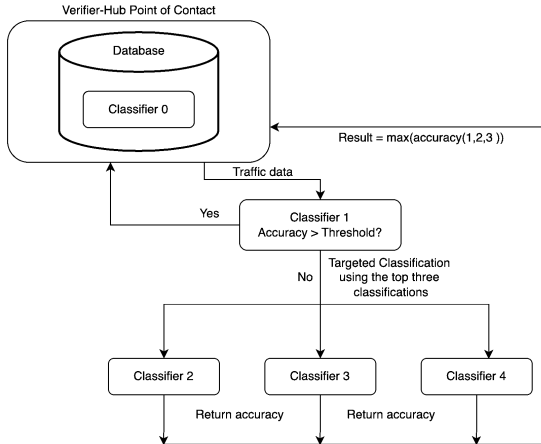 Verifier-Hub Point of Contact
Database
Classifier 0
Result = max(accuracy(1,2,3 ))
Traffic data
Yes
Classifier 1
Accuracy > Threshold?
No
Targeted Classification
using the top three
classifications
Classifier 2
Classifier 3
Classifier 4
Return accuracy
Return accuracy